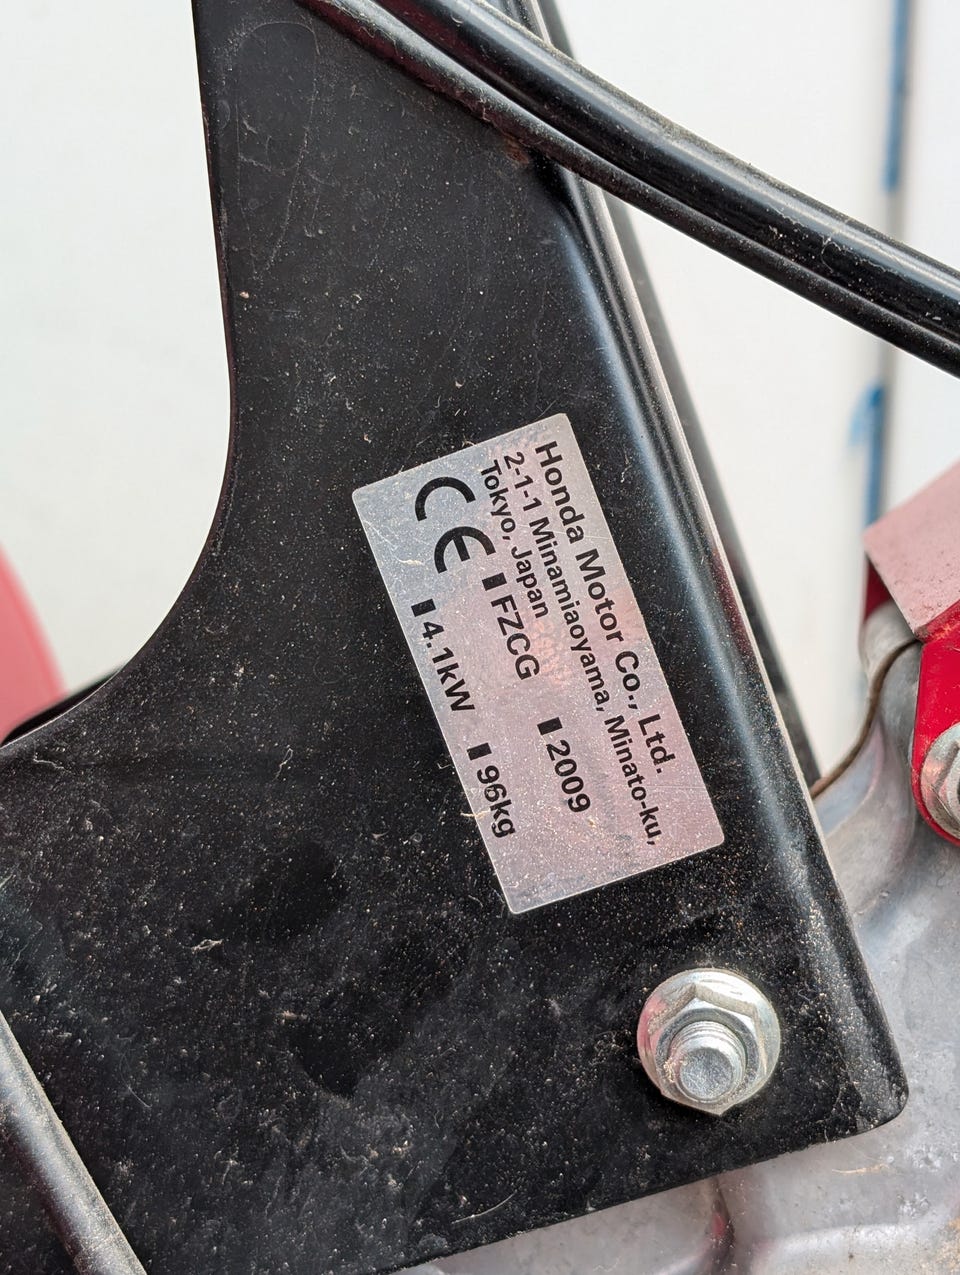 Honda Motor Co., Ltd.
2-1-1 Minamiaoyama, Minato-ku,
Tokyo, Japan
CE FZCG 2009
4.1kW 96kg